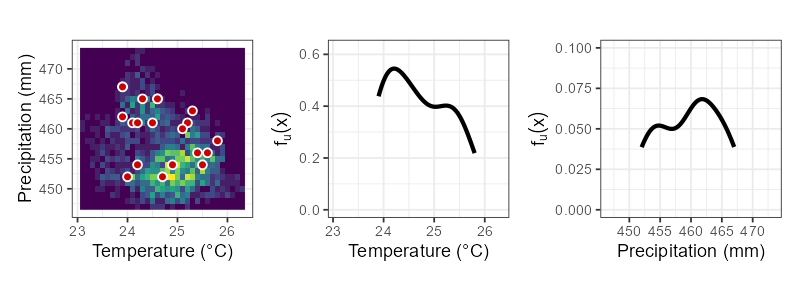 Precipitation (mm)
470
465
460
455
450
23 24 25 26
Temperature (°C)
fu(x)
0.6
0.4
0.2
0.0
23 24 25 26
Temperature (°C)
fu(x)
0.100
0.075
0.050
0.025
0.000
450 455 460 465 470
Precipitation (mm)